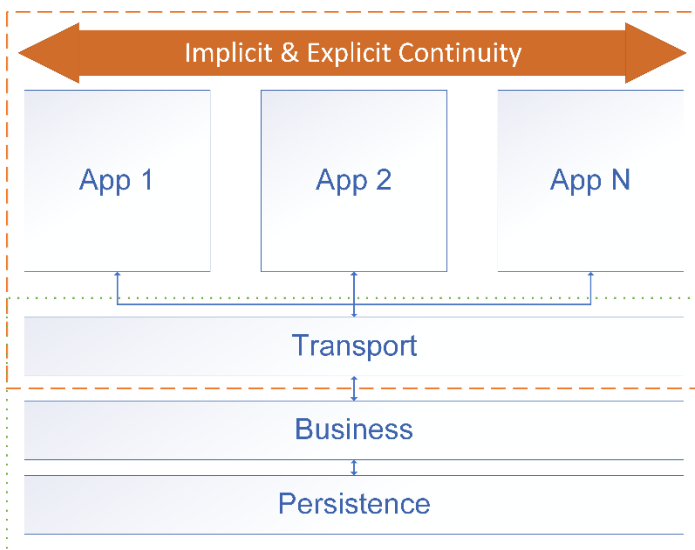 Implicit & Explicit Continuity
App 1
App 2
App N
Transport
Business
Persistence